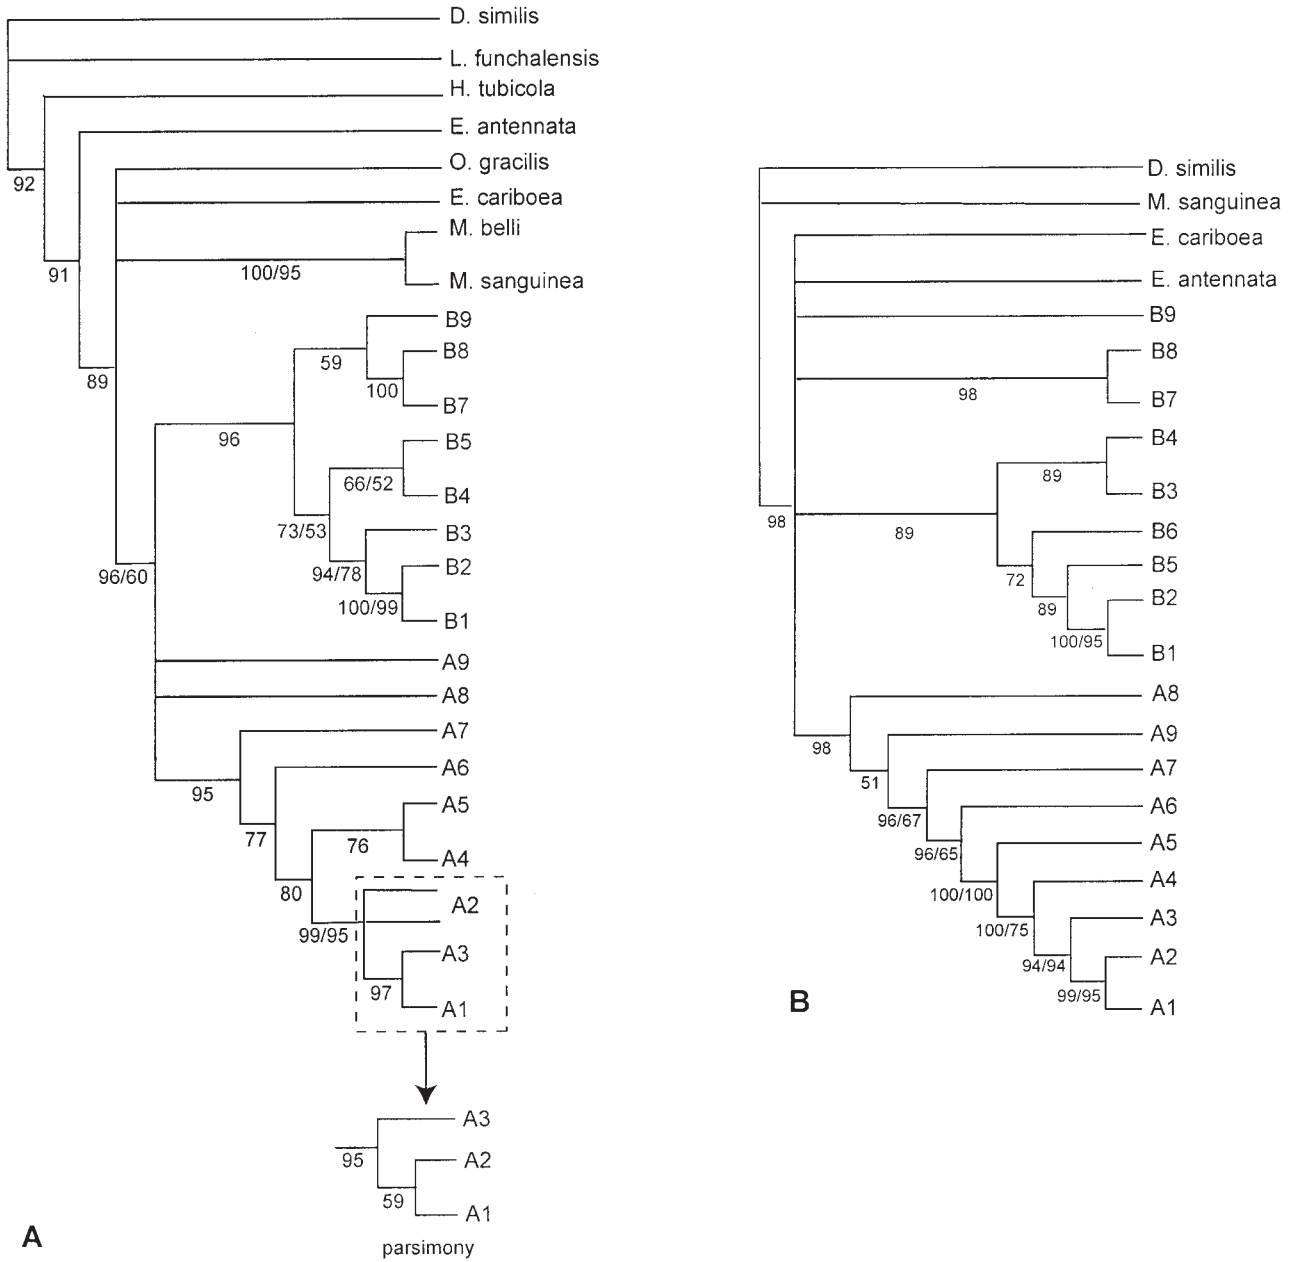 D. similis
L. funchalensis
H. tubicola
E. antennata
O. gracilis
92
E. cariboea
M. belli
91
100/95
M. sanguinea
B9
59
B8
89
100
B7
96
B5
66/52
B4
73/53
B3
94/78
B2
96/60
100/99
B1
A9
A8
A7
A6
95
A5
77
76
A4
80
A2
99/95
A3
97
A1
A3
95
A2
59
A1
A
parsimony
D. similis
M. sanguinea
E. cariboea
E. antennata
B9
B8
98
B7
B4
89
B3
98
89
B6
B5
72
B2
89
100/95
B1
A8
A9
98
A7
51
A6
96/67
A5
96/65
A4
100/100
A3
100/75
A2
94/94
99/95
A1
B